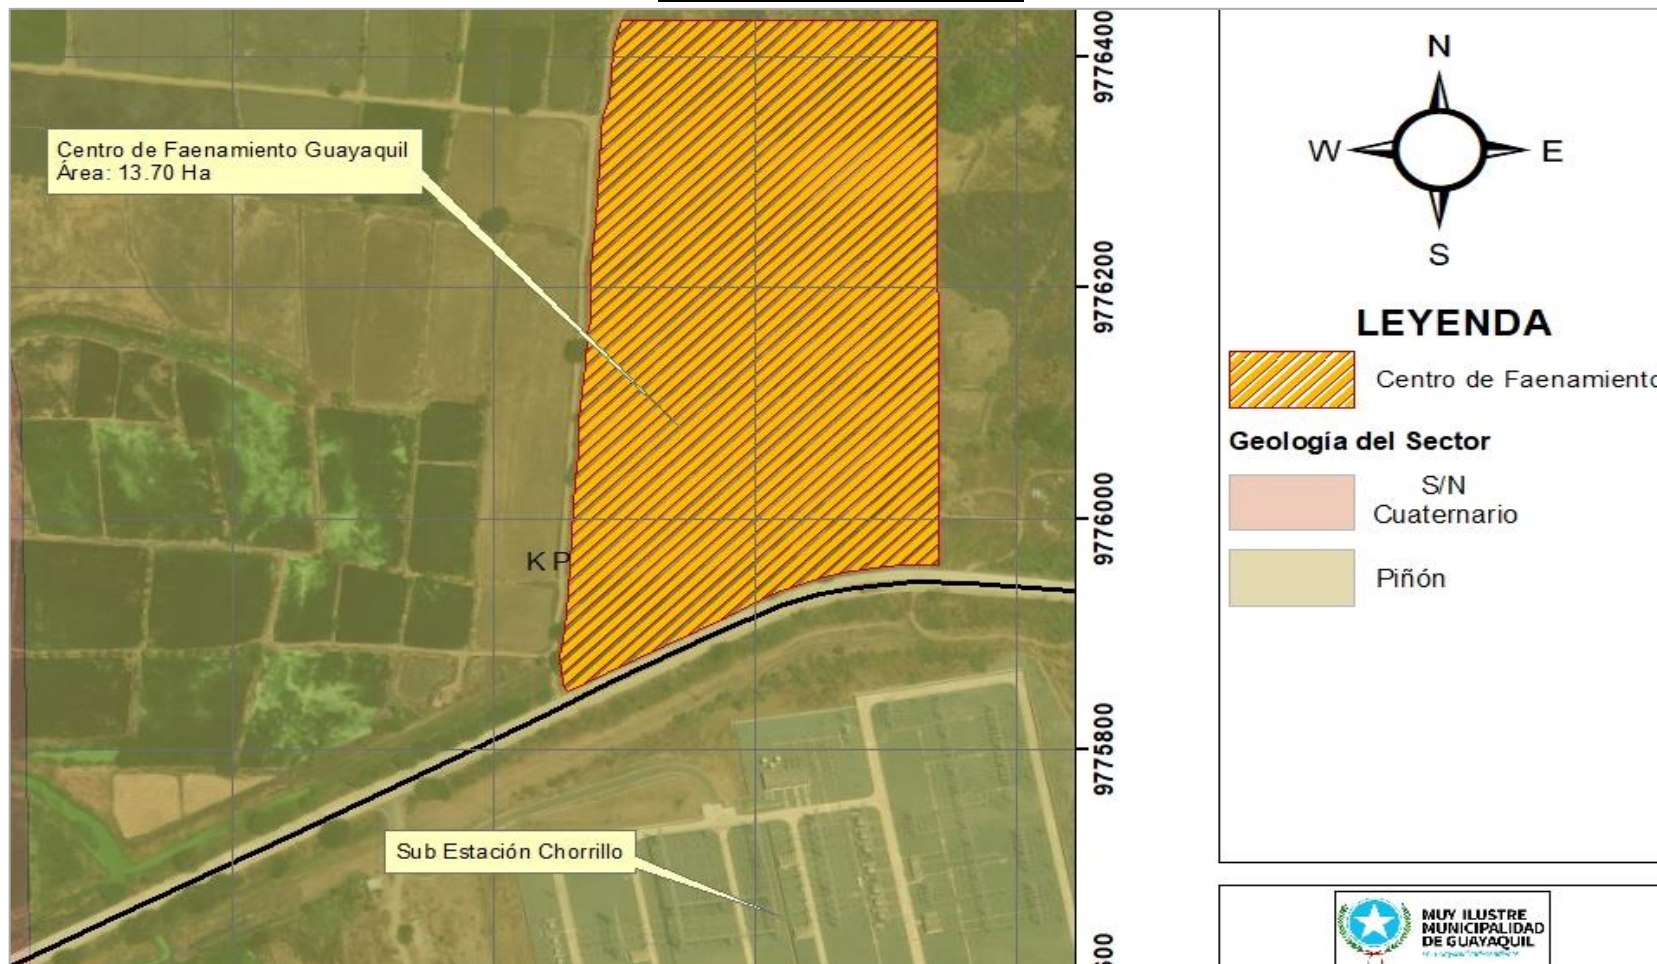 Centro de Faenamiento Guayaquil
Área: 13.70 Ha
K P
Sub Estación Chorrillo
9776400
9776200
9776000
9775800
N
W
E
S
LEYENDA
Centro de Faenamiento
Geología del Sector
S/N
Cuaternario
Piñón
MUY ILUSTRE
MUNICIPALIDAD
DE GUAYAQUIL